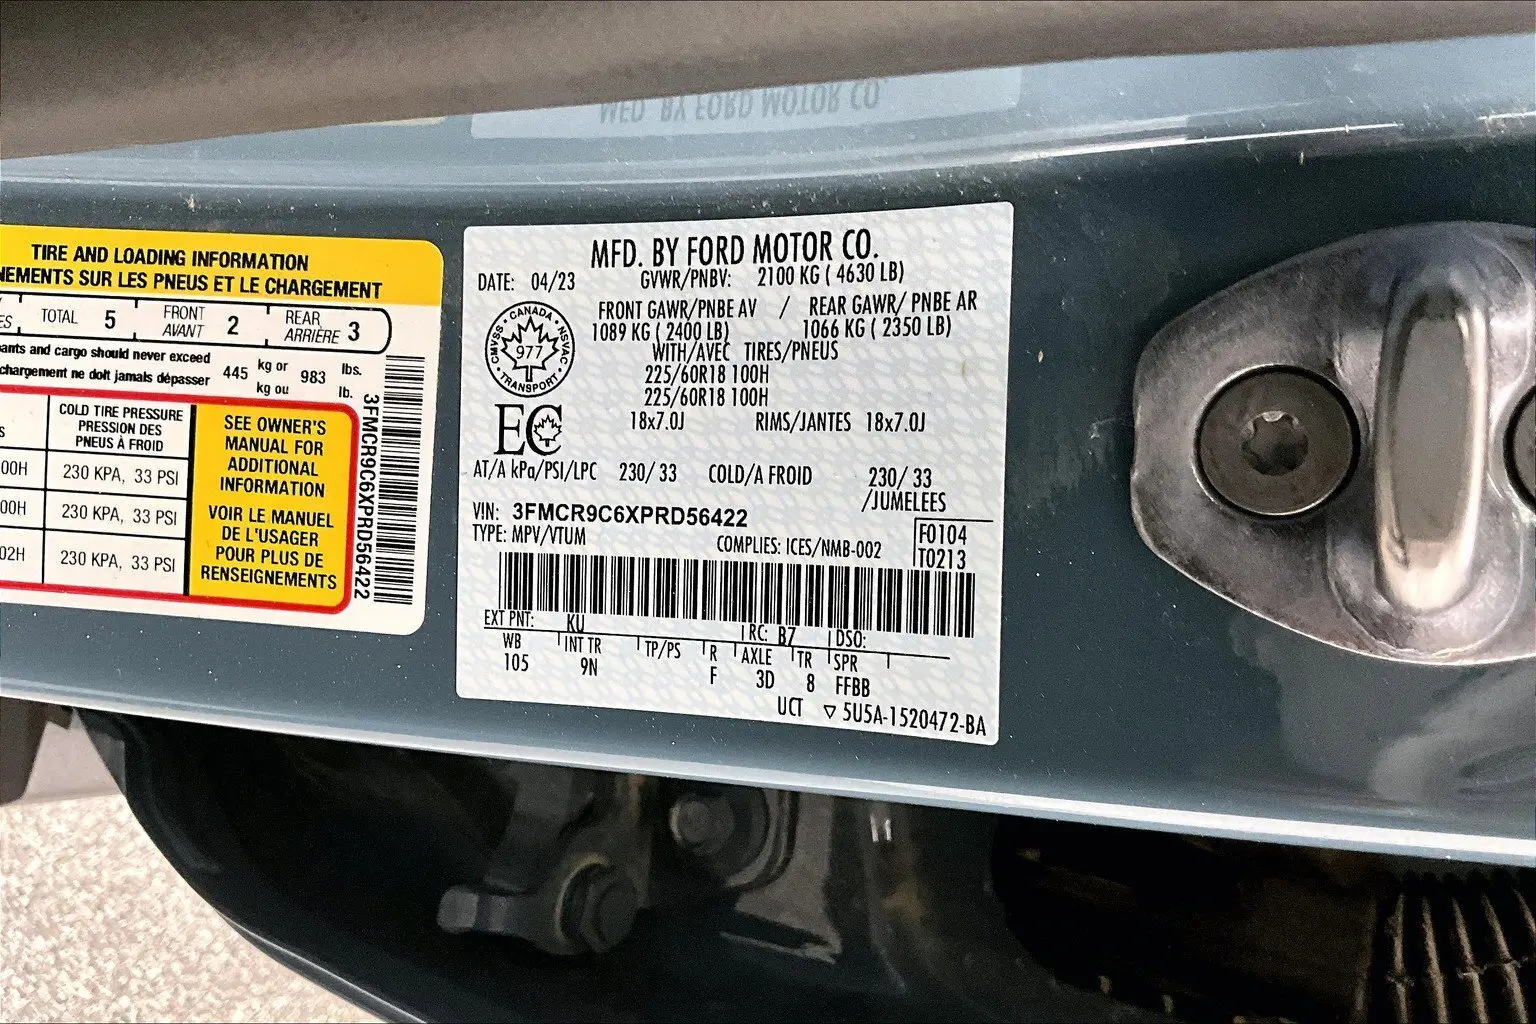 MFD. BY FORD MOTOR CO.
TIRE AND LOADING INFORMATION
NEMENTS SUR LES PNEUS ET LE CHARGEMENT
TOTAL 5 FRONT AVANT 2 REAR ARRIÈRE 3
ants and cargo should never exceed
chargement ne doit jamais dépasser
445 kg or 983 lbs.
kg ou lb.
COLD TIRE PRESSURE
PRESSION DES
PNEUS À FROID
00H 230 KPA, 33 PSI
00H 230 KPA, 33 PSI
02H 230 KPA, 33 PSI
SEE OWNER'S
MANUAL FOR
ADDITIONAL
INFORMATION
VOIR LE MANUEL
DE L'USAGER
POUR PLUS DE
RENSEIGNEMENTS
3FMCR9C6XPRD56422
MFD. BY FORD MOTOR CO.
DATE: 04/23 GVWR/PNBV: 2100 KG ( 4630 LB)
FRONT GAWR/PNBE AV / REAR GAWR/ PNBE AR
1089 KG ( 2400 LB) 1066 KG ( 2350 LB)
WITH/AVEC TIRES/PNEUS
225/60R18 100H
225/60R18 100H
18x7.0J RIMS/JANTES 18x7.0J
CANADA
CMVSS NSVAC
977
TRANSPORT
EC
AT/A kPa/PSI/LPC 230/ 33 COLD/A FROID 230/ 33
/JUMELEES
VIN: 3FMCR9C6XPRD56422
TYPE: MPV/VTUM COMPLIES: ICES/NMB-002
F0104
T0213
EXT PNT: KU RC: B7 DSO:
WB INT TR TP/PS R AXLE TR SPR
105 9N F 3D 8 FFBB
UCT ▽ 5U5A-1520472-BA